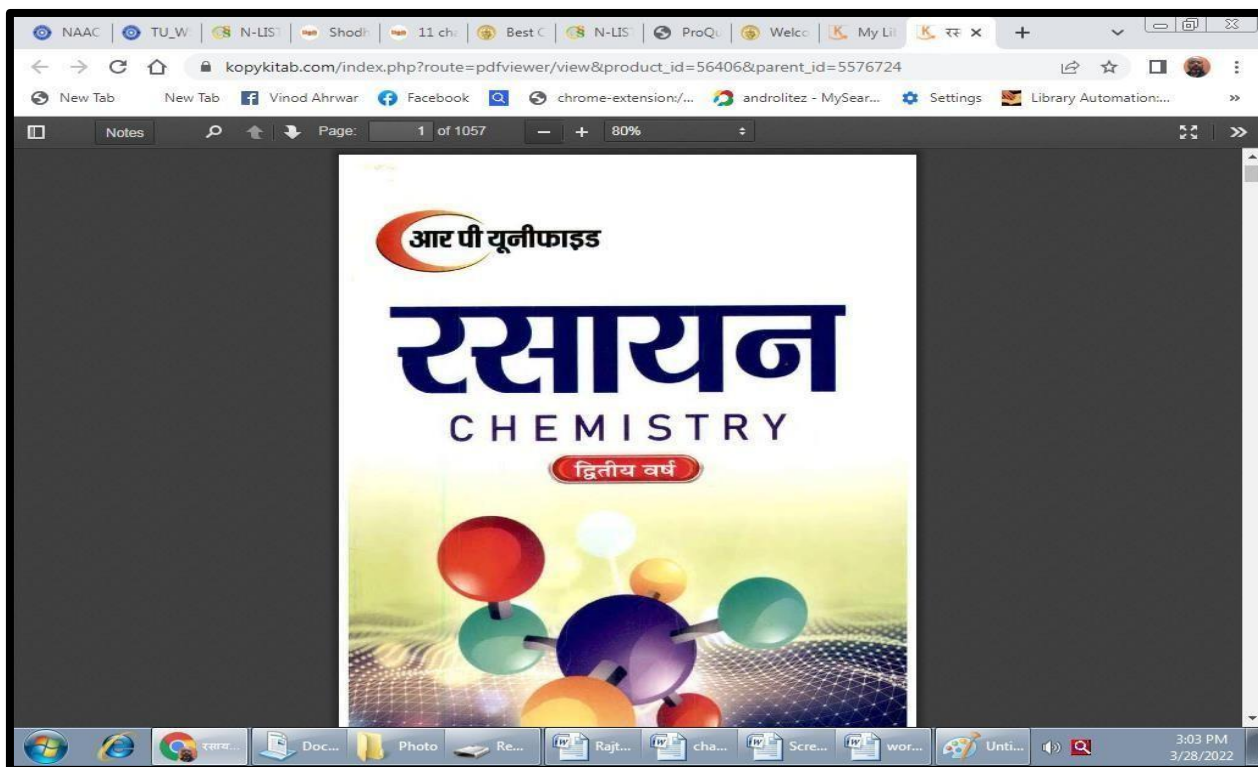 NAAC TU_W N-LIS Shodh 11 ch Best C N-LIS ProQu Welco My Lil रस
kopykitab.com/index.php?route=pdfviewer/view&product_id=56406&parent_id=5576724
New Tab New Tab Vinod Ahrwar Facebook chrome-extension:/... androlitez - MySear... Settings Library Automation:... »
Notes Page: 1 of 1057 80%
आर पी यूनीफाइड
रसायन
CHEMISTRY
द्वितीय वर्ष
रसाय... Doc... Photo Re... Rajt... cha... Scre... wor... Unti... 3:03 PM
3/28/2022